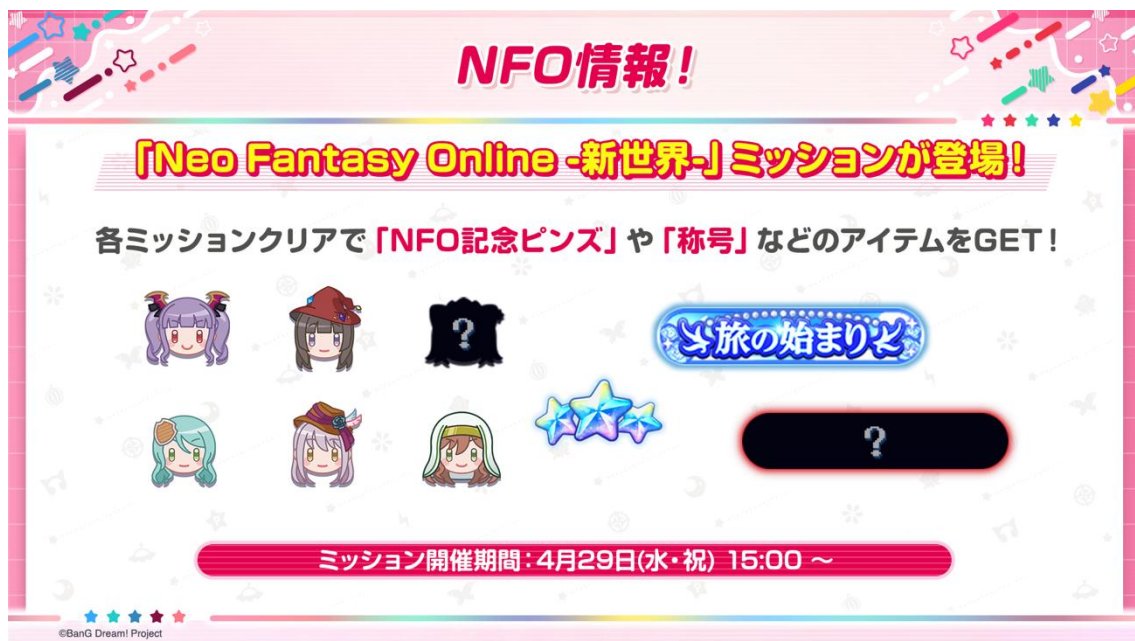 NFO情報！
「Neo Fantasy Online -新世界-」ミッションが登場！
各ミッションクリアで「NFO記念ピンズ」や「称号」などのアイテムをGET！
?
旅の始まり
?
ミッション開催期間：4月29日(水・祝) 15:00 ～
©BanG Dream! Project